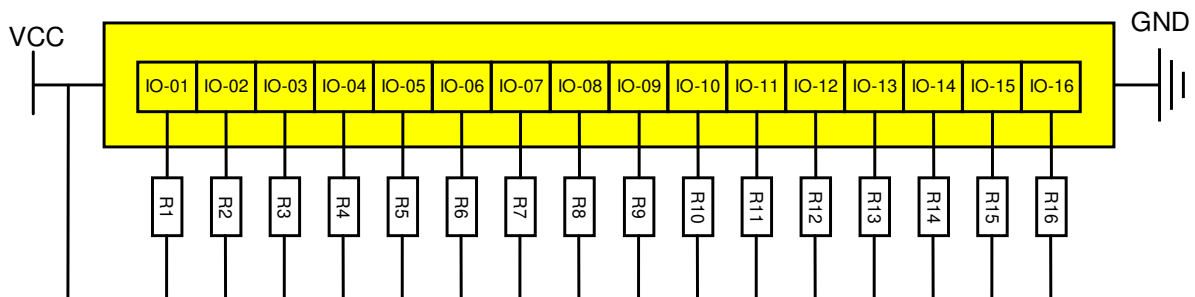 VCC
GND
IO-01 IO-02 IO-03 IO-04 IO-05 IO-06 IO-07 IO-08 IO-09 IO-10 IO-11 IO-12 IO-13 IO-14 IO-15 IO-16
R1 R2 R3 R4 R5 R6 R7 R8 R9 R10 R11 R12 R13 R14 R15 R16